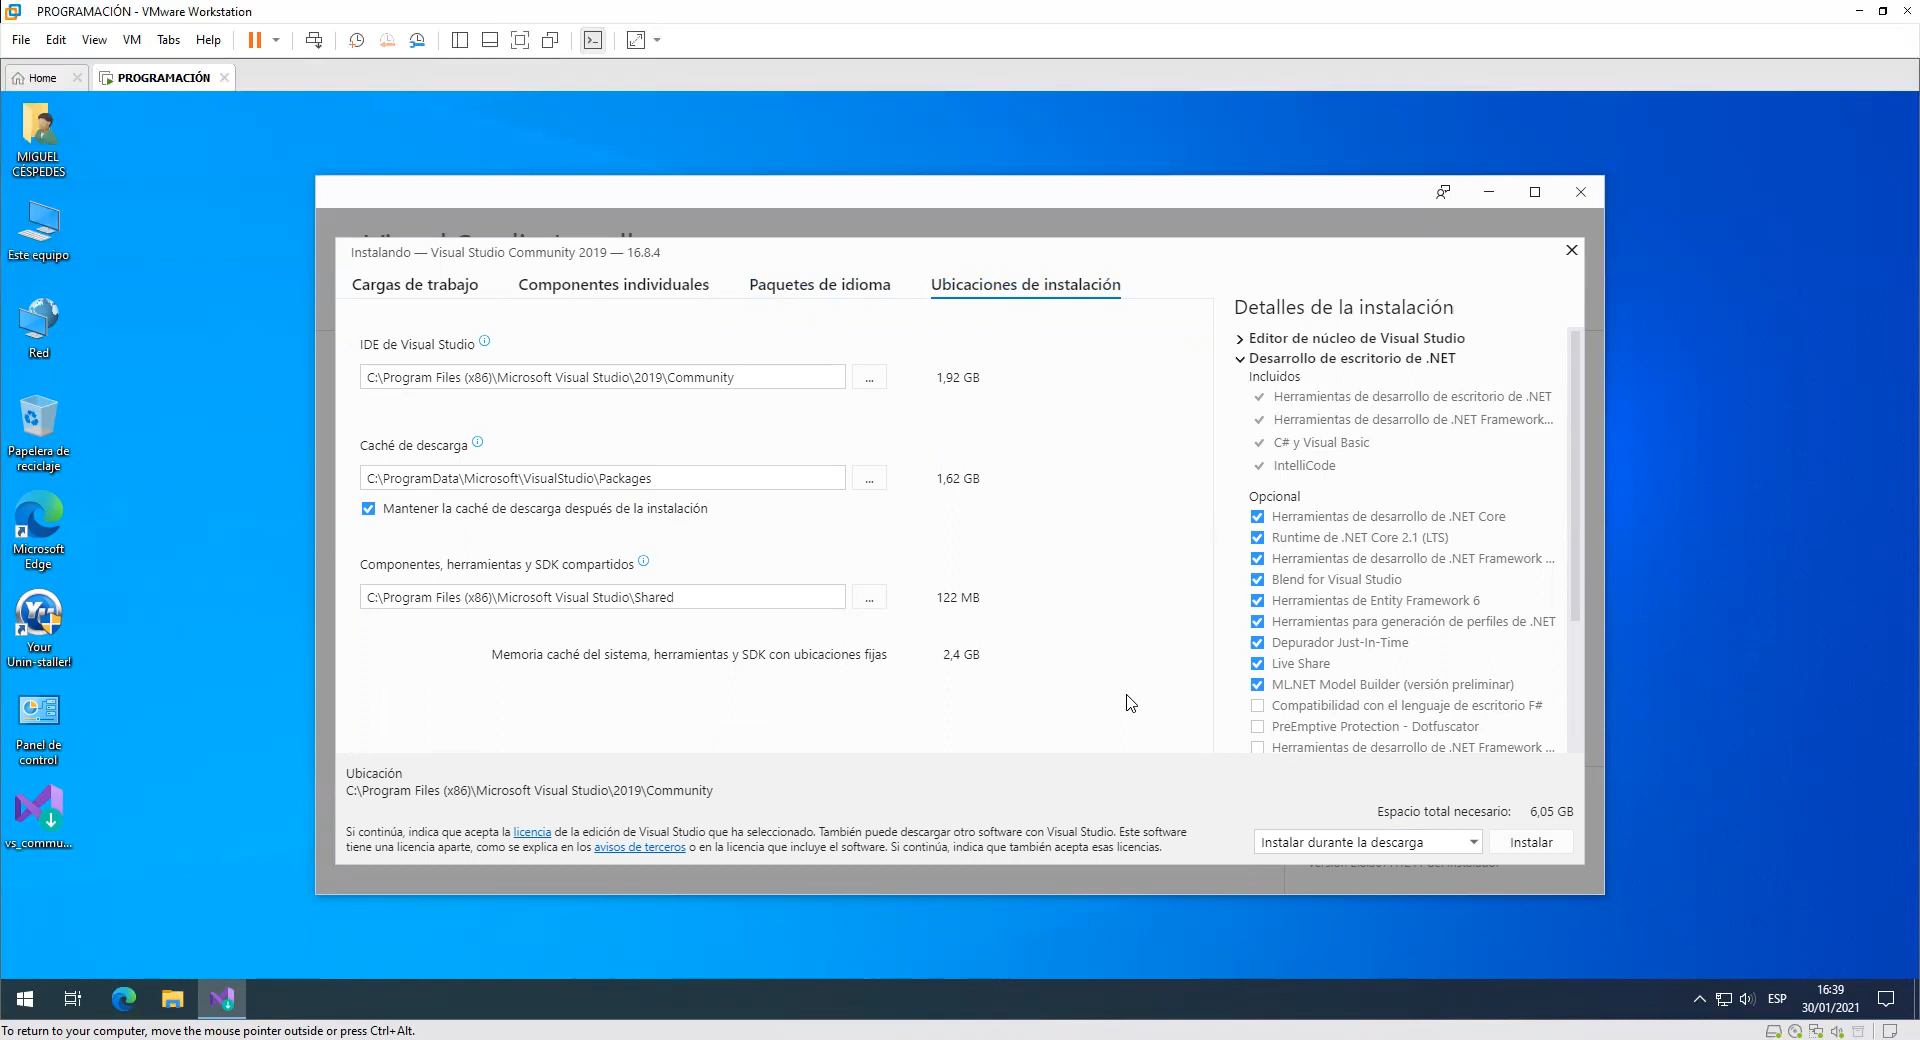 PROGRAMACIÓN - VMware Workstation
File Edit View VM Tabs Help
Home
PROGRAMACIÓN
MIGUEL
CÉSPEDES
Este equipo
Red
Papelera de
reciclaje
Microsoft
Edge
Your
Unin-staller!
Panel de
control
vs_commu...
Instalando — Visual Studio Community 2019 — 16.8.4
Cargas de trabajo
Componentes individuales
Paquetes de idioma
Ubicaciones de instalación
IDE de Visual Studio
C:\Program Files (x86)\Microsoft Visual Studio\2019\Community
...
1,92 GB
Caché de descarga
C:\ProgramData\Microsoft\VisualStudio\Packages
...
1,62 GB
Mantener la caché de descarga después de la instalación
Componentes, herramientas y SDK compartidos
C:\Program Files (x86)\Microsoft Visual Studio\Shared
...
122 MB
Memoria caché del sistema, herramientas y SDK con ubicaciones fijas
2,4 GB
Detalles de la instalación
Editor de núcleo de Visual Studio
Desarrollo de escritorio de .NET
Incluidos
Herramientas de desarrollo de escritorio de .NET
Herramientas de desarrollo de .NET Framework...
C# y Visual Basic
IntelliCode
Opcional
Herramientas de desarrollo de .NET Core
Runtime de .NET Core 2.1 (LTS)
Herramientas de desarrollo de .NET Framework ...
Blend for Visual Studio
Herramientas de Entity Framework 6
Herramientas para generación de perfiles de .NET
Depurador Just-In-Time
Live Share
ML.NET Model Builder (versión preliminar)
Compatibilidad con el lenguaje de escritorio F#
PreEmptive Protection - Dotfuscator
Herramientas de desarrollo de .NET Framework ...
Ubicación
C:\Program Files (x86)\Microsoft Visual Studio\2019\Community
Si continúa, indica que acepta la licencia de la edición de Visual Studio que ha seleccionado. También puede descargar otro software con Visual Studio. Este software
tiene una licencia aparte, como se explica en los avisos de terceros o en la licencia que incluye el software. Si continúa, indica que también acepta esas licencias.
Espacio total necesario: 6,05 GB
Instalar durante la descarga
Instalar
ESP
16:39
30/01/2021
To return to your computer, move the mouse pointer outside or press Ctrl+Alt.